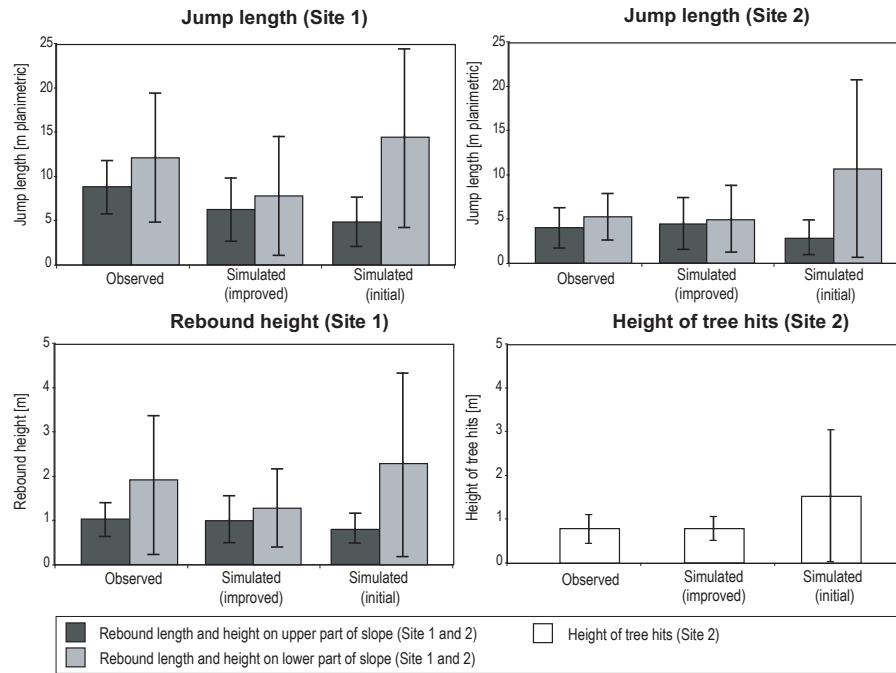 Jump length (Site 1)
Jump length [m planimetric]
25
20
15
10
5
0
Observed
Simulated
(improved)
Simulated
(initial)
Jump length (Site 2)
Jump length [m planimetric
25
20
15
10
5
0
Observed
Simulated
(improved)
Simulated
(initial)
Rebound height (Site 1)
Rebound height [m]
5
4
3
2
1
0
Observed
Simulated
(improved)
Simulated
(initial)
Height of tree hits (Site 2)
Height of tree hits [m]
5
4
3
2
1
0
Observed
Simulated
(improved)
Simulated
(initial)
Rebound length and height on upper part of slope (Site 1 and 2)
Rebound length and height on lower part of slope (Site 1 and 2)
Height of tree hits (Site 2)